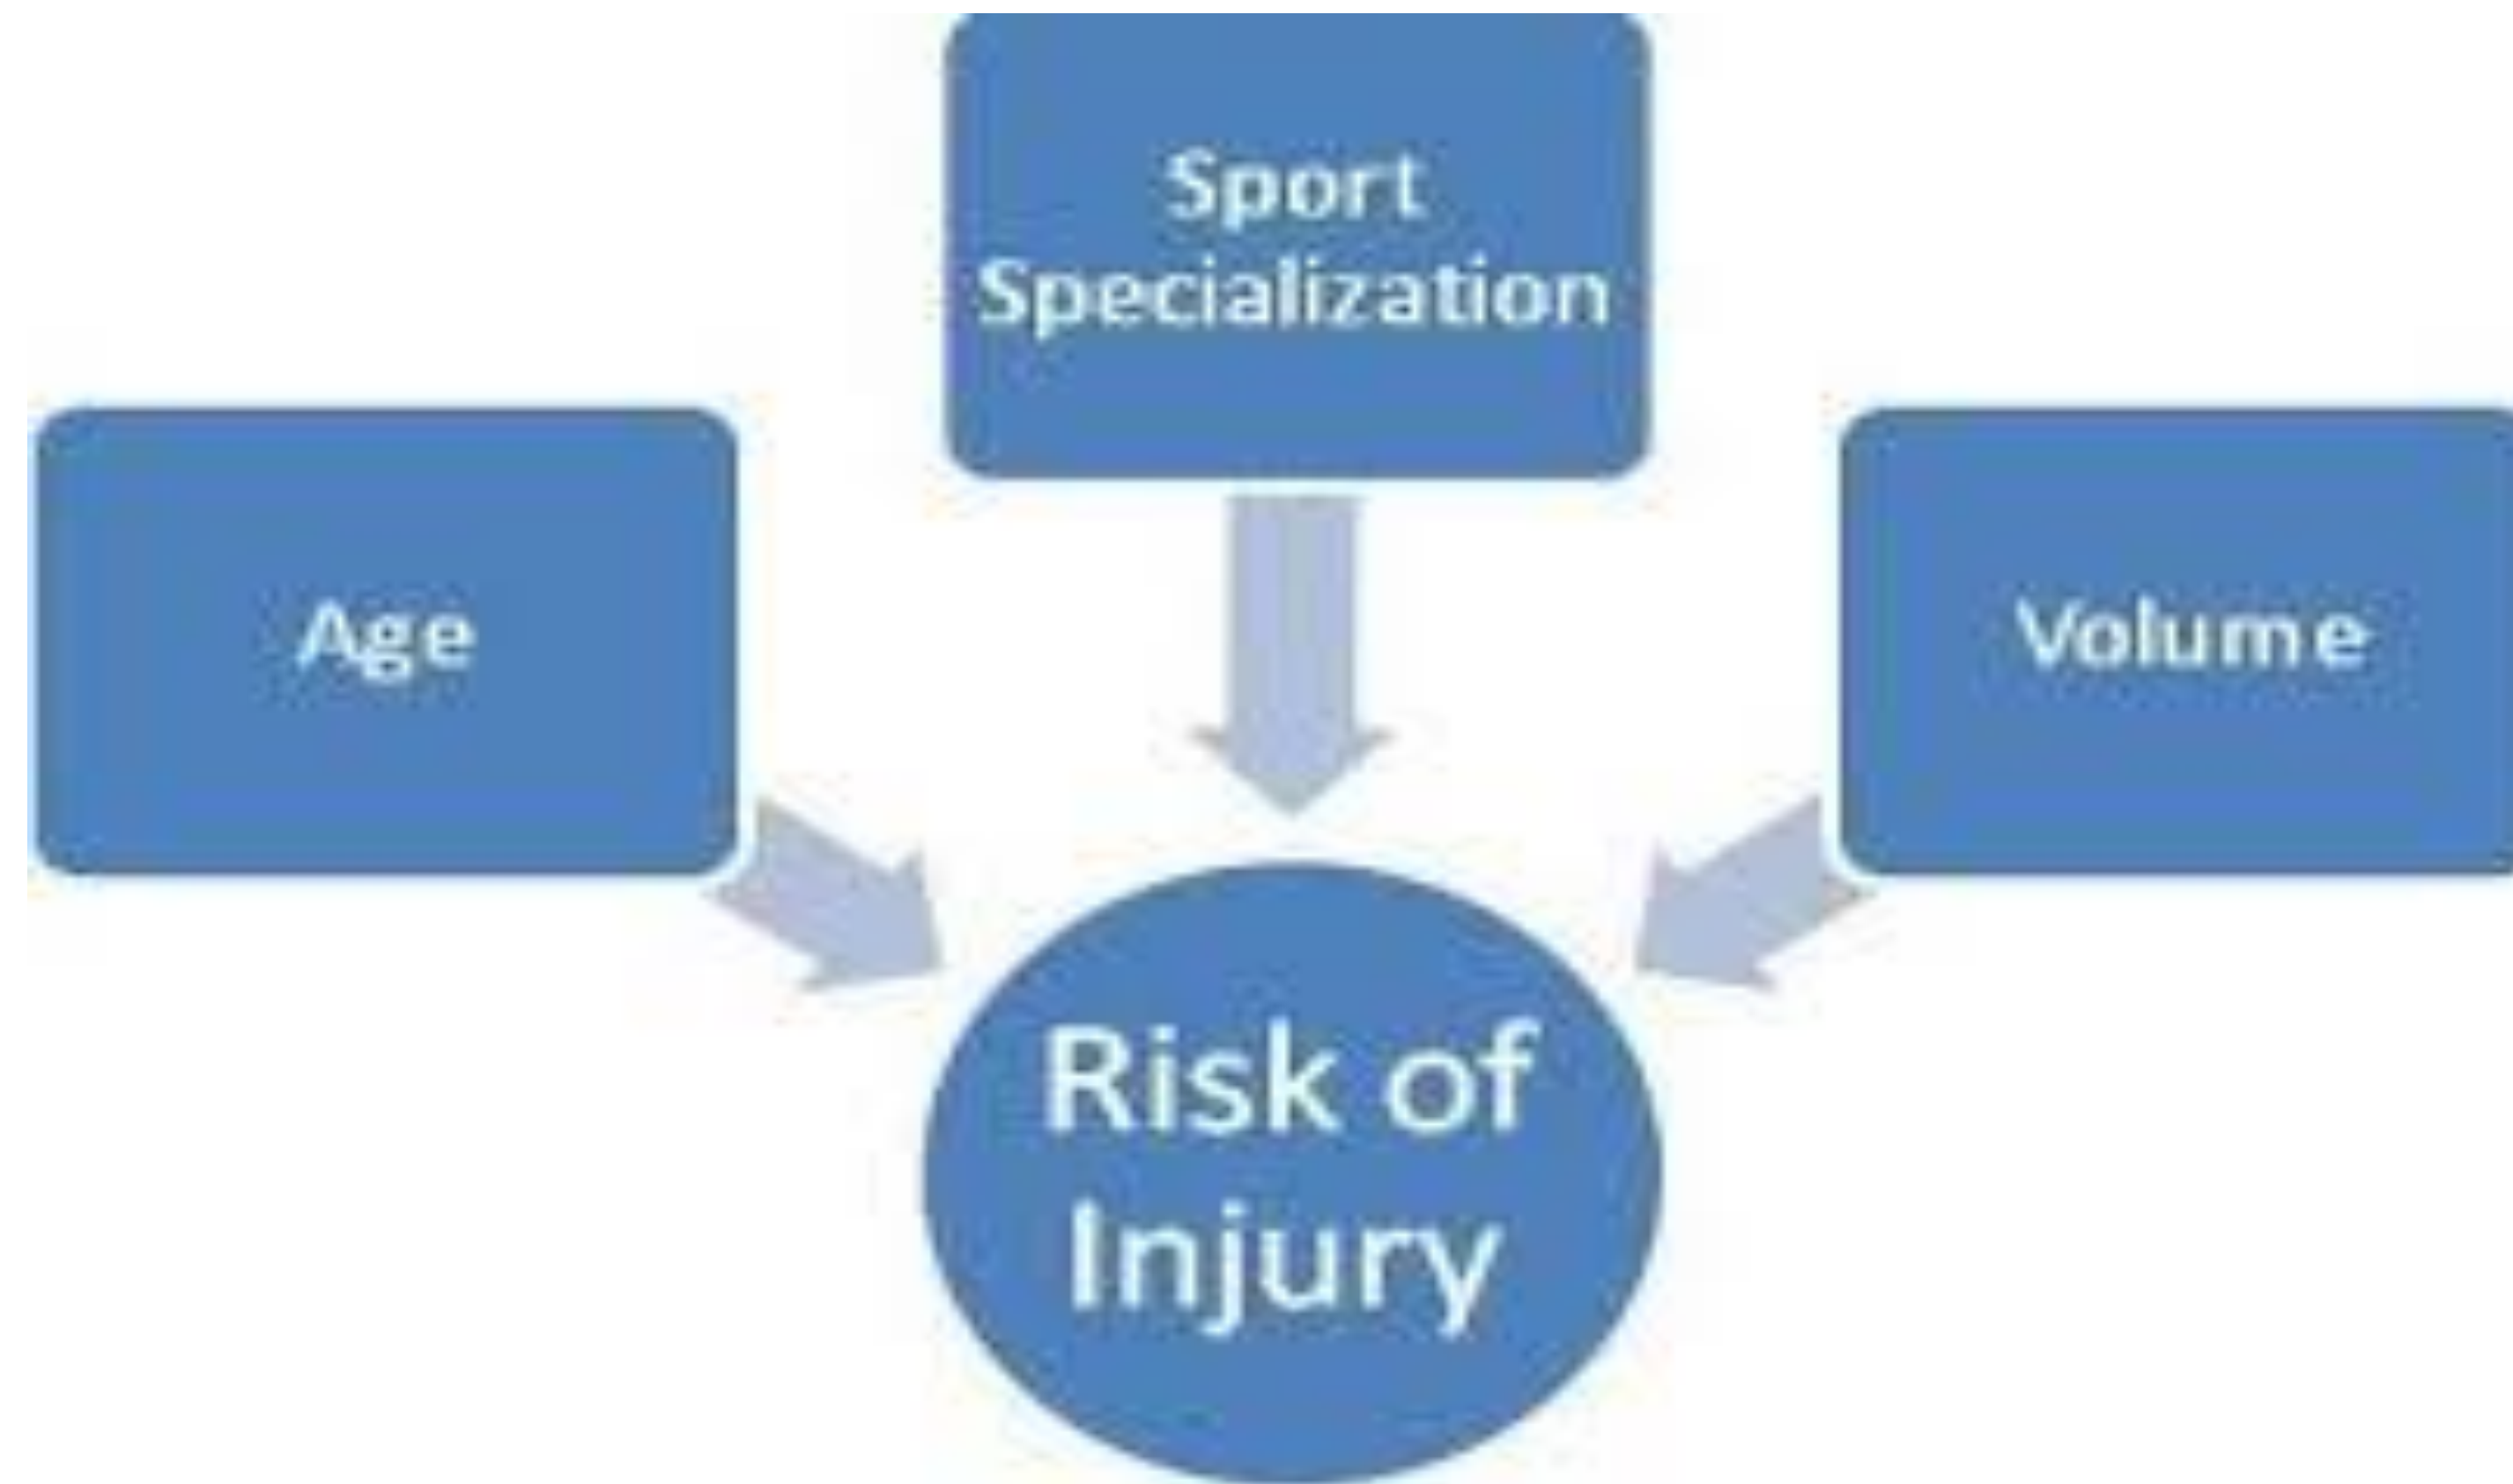 Sport
Specialization
Age
Volume
Risk of
Injury